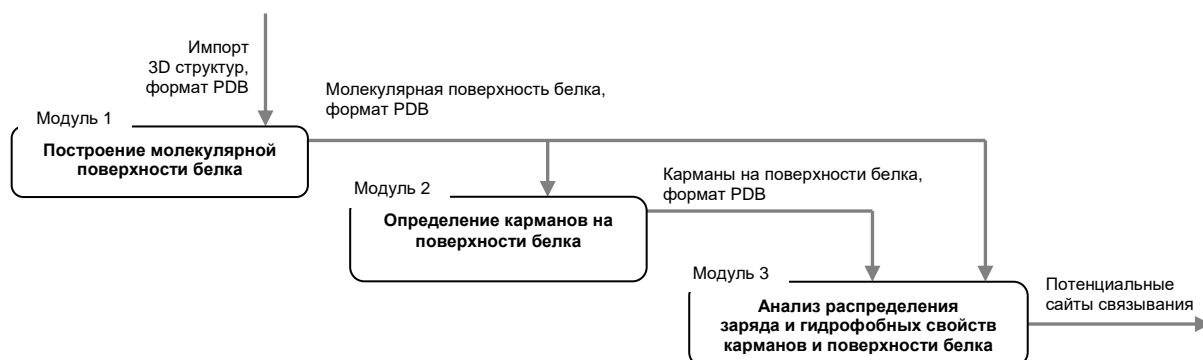 Импорт
3D структур,
формат PDB
Молекулярная поверхность белка,
формат PDB
Модуль 1
Построение молекулярной
поверхности белка
Карманы на поверхности белка,
формат PDB
Модуль 2
Определение карманов на
поверхности белка
Модуль 3
Анализ распределения
заряда и гидрофобных свойств
карманов и поверхности белка
Потенциальные
сайты связывания